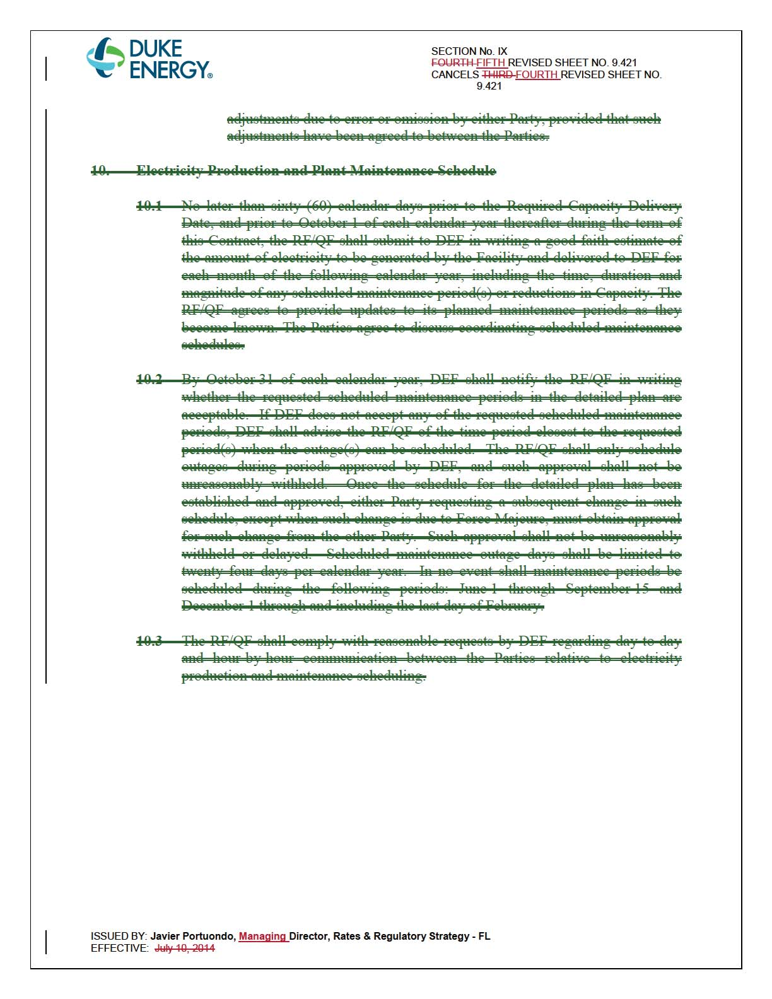 DUKE
ENERGY®
SECTION No. IX
FOURTH FIFTH REVISED SHEET NO. 9.421
CANCELS THIRD FOURTH REVISED SHEET NO.
9.421
adjustments due to error or omission by either Party, provided that such
adjustments have been agreed to between the Parties.
10. Electricity Production and Plant Maintenance Schedule
10.1 No later than sixty (60) calendar days prior to the Required Capacity Delivery
Date, and prior to October 1 of each calendar year thereafter during the term of
this Contract, the RF/QF shall submit to DEF in writing a good faith estimate of
the amount of electricity to be generated by the Facility and delivered to DEF for
each month of the following calendar year, including the time, duration and
magnitude of any scheduled maintenance period(s) or reductions in Capacity. The
RF/QF agrees to provide updates to its planned maintenance periods as they
become known. The Parties agree to discuss coordinating scheduled maintenance
schedules.
10.2 By October 31 of each calendar year, DEF shall notify the RF/QF in writing
whether the requested scheduled maintenance periods in the detailed plan are
acceptable. If DEF does not accept any of the requested scheduled maintenance
periods, DEF shall advise the RF/QF of the time period closest to the requested
period(s) when the outage(s) can be scheduled. The RF/QF shall only schedule
outages during periods approved by DEF, and such approval shall not be
unreasonably withheld. Once the schedule for the detailed plan has been
established and approved, either Party requesting a subsequent change in such
schedule, except when such change is due to Force Majeure, must obtain approval
for such change from the other Party. Such approval shall not be unreasonably
withheld or delayed. Scheduled maintenance outage days shall be limited to
twenty four days per calendar year. In no event shall maintenance periods be
scheduled during the following periods: June 1 through September 15 and
December 1 through and including the last day of February.
10.3 The RF/QF shall comply with reasonable requests by DEF regarding day-to-day
and hour-by-hour communication between the Parties relative to electricity
production and maintenance scheduling.
ISSUED BY: Javier Portuondo, Managing Director, Rates & Regulatory Strategy - FL
EFFECTIVE: July 10, 2014